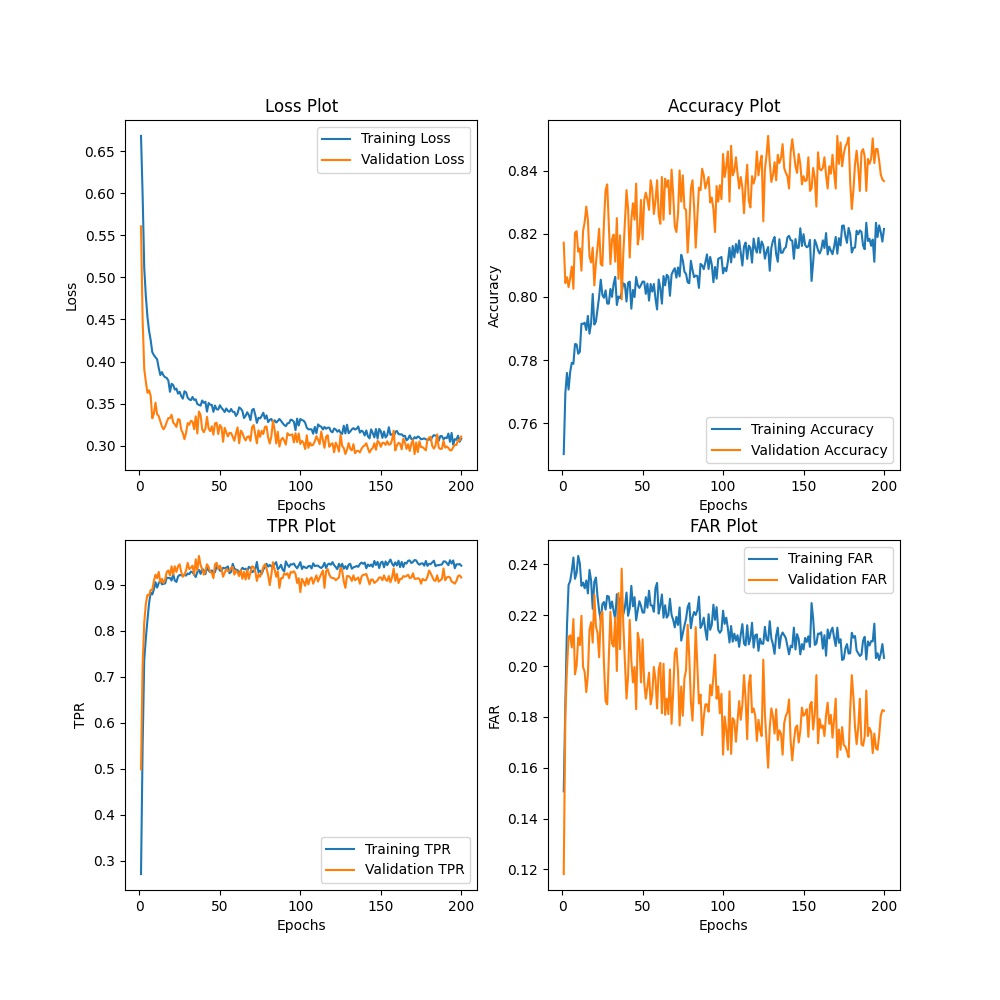 Loss Plot
0.65
0.60
0.55
0.50
0.45
0.40
0.35
0.30
Loss
Training Loss
Validation Loss
0
50
100
150
200
Epochs
Accuracy Plot
0.84
0.82
0.80
0.78
0.76
Accuracy
Training Accuracy
Validation Accuracy
0
50
100
150
200
Epochs
TPR Plot
0.9
0.8
0.7
0.6
0.5
0.4
0.3
TPR
Training TPR
Validation TPR
0
50
100
150
200
Epochs
FAR Plot
0.24
0.22
0.20
0.18
0.16
0.14
0.12
FAR
Training FAR
Validation FAR
0
50
100
150
200
Epochs